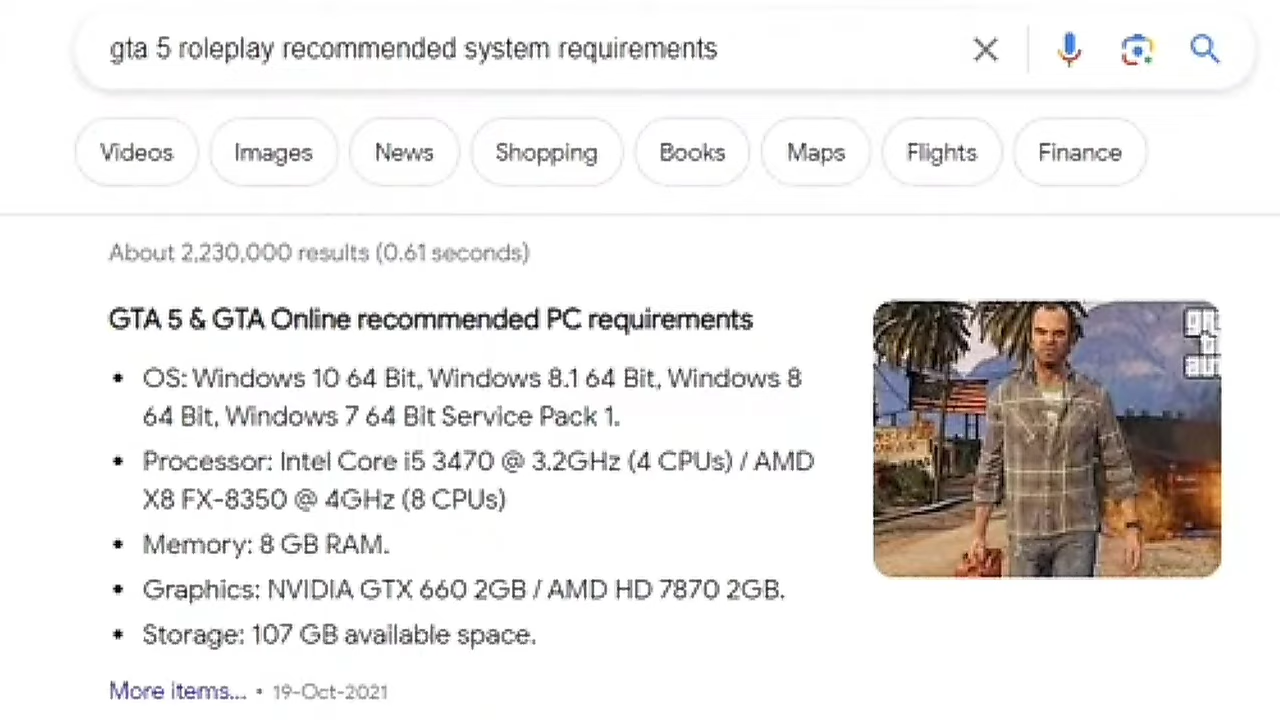 gta 5 roleplay recommended system requirements
Videos
Images
News
Shopping
Books
Maps
Flights
Finance
About 2,230,000 results (0.61 seconds)
GTA 5 & GTA Online recommended PC requirements
• OS: Windows 10 64 Bit, Windows 8.1 64 Bit, Windows 8
64 Bit, Windows 7 64 Bit Service Pack 1.
• Processor: Intel Core i5 3470 @ 3.2GHz (4 CPUs) / AMD
X8 FX-8350 @ 4GHz (8 CPUs)
• Memory: 8 GB RAM.
• Graphics: NVIDIA GTX 660 2GB / AMD HD 7870 2GB.
• Storage: 107 GB available space.
More items... • 19-Oct-2021